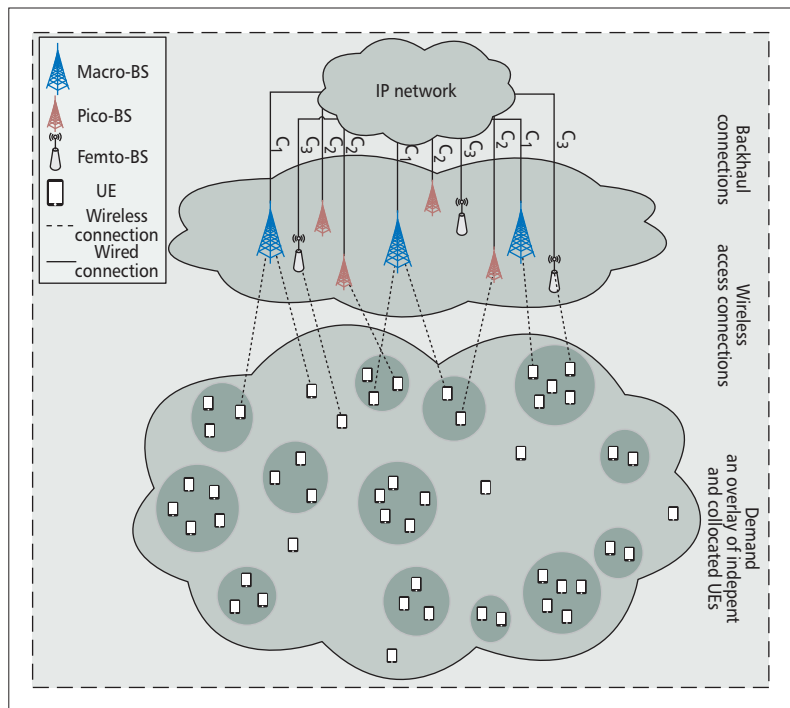 Macro-BS
Pico-BS
Femto-BS
UE
Wireless
connection
Wired
connection
IP network
C1
C3
C2
C2
C1
C2
C3
C2
C1
C3
Backhaul
connections
Wireless
access connections
Demand
an overlay of indepent
and collocated UEs